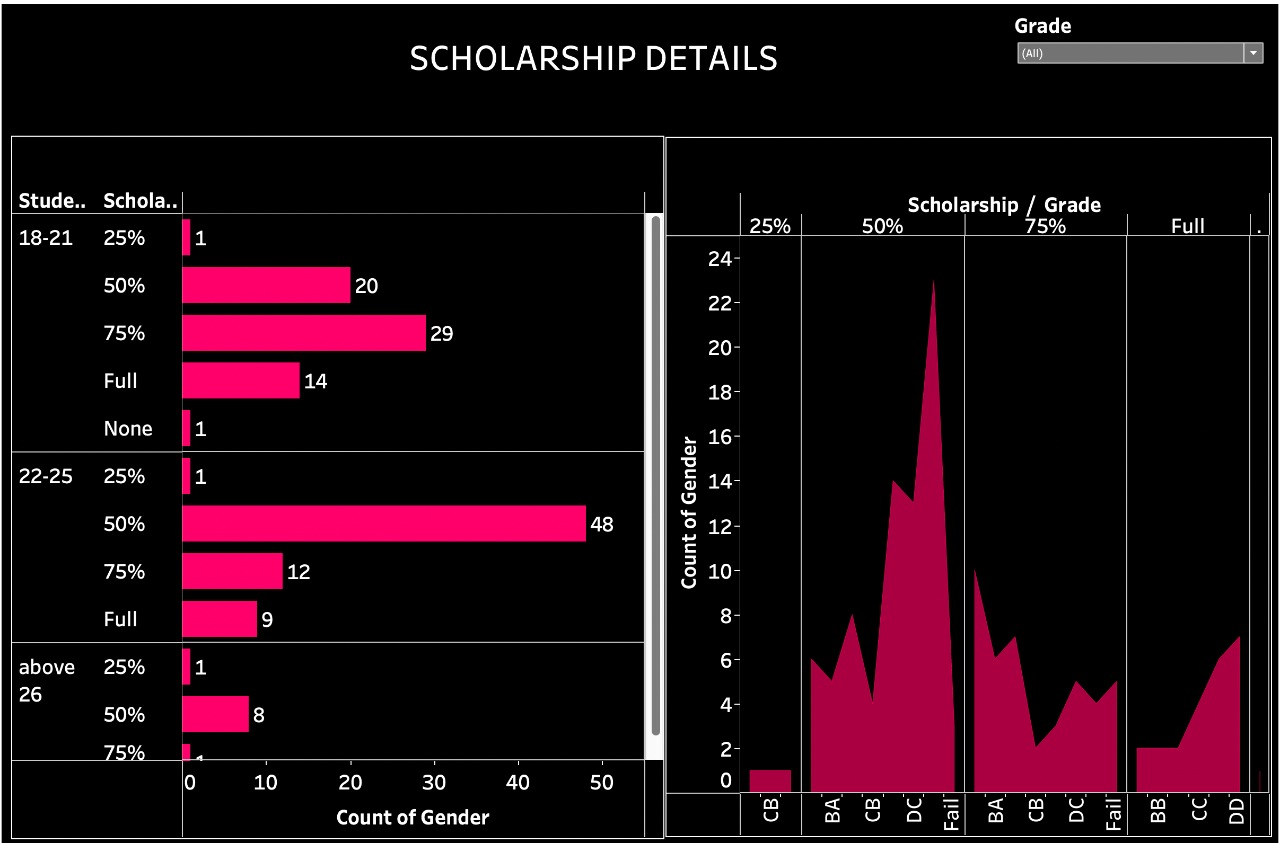 SCHOLARSHIP DETAILS
Grade
(All)
Stude.. Schola..
18-21 25% 1
50% 20
75% 29
Full 14
None 1
22-25 25% 1
50% 48
75% 12
Full 9
above 26 25% 1
50% 8
75% 1
0 10 20 30 40 50
Count of Gender
Scholarship / Grade
25% 50% 75% Full .
24
22
20
18
16
14
12
10
8
6
4
2
0
Count of Gender
CB BA CB DC Fail BA CB DC Fail BB CC DD